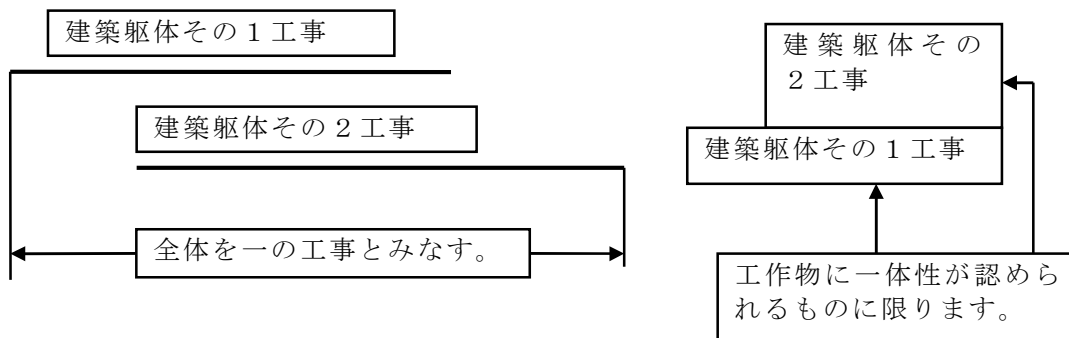 建築躯体その１工事
建築躯体その２工事
全体を一の工事とみなす。
建築躯体その
２工事
建築躯体その１工事
工作物に一体性が認めら
れるものに限ります。